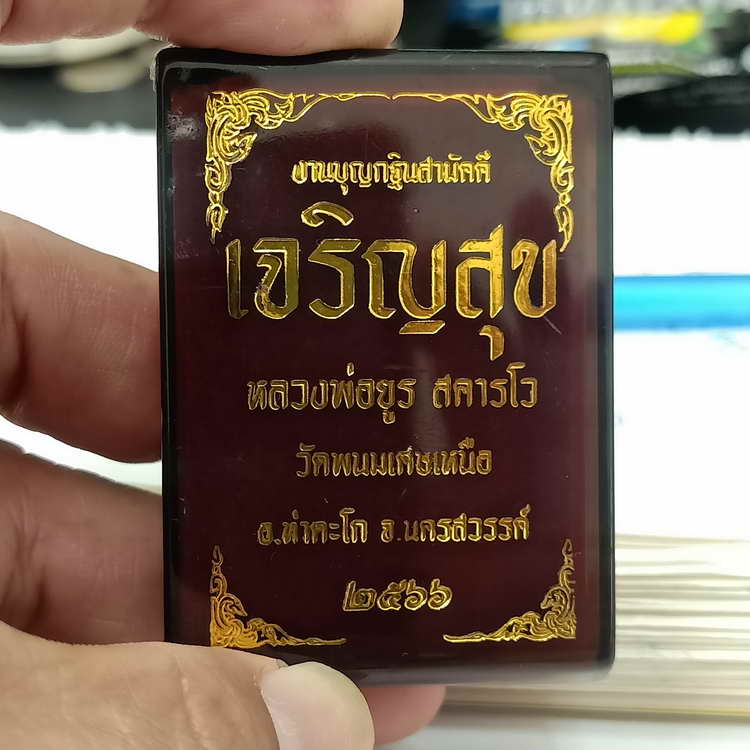 งานบุญกฐินสามัคคี
เจริญสุข
หลวงพ่อยูร สคารโว
วัดพนมเศษเหนือ
อ.ท่าตะโก จ.นครสวรรค์
๒๕๖๖